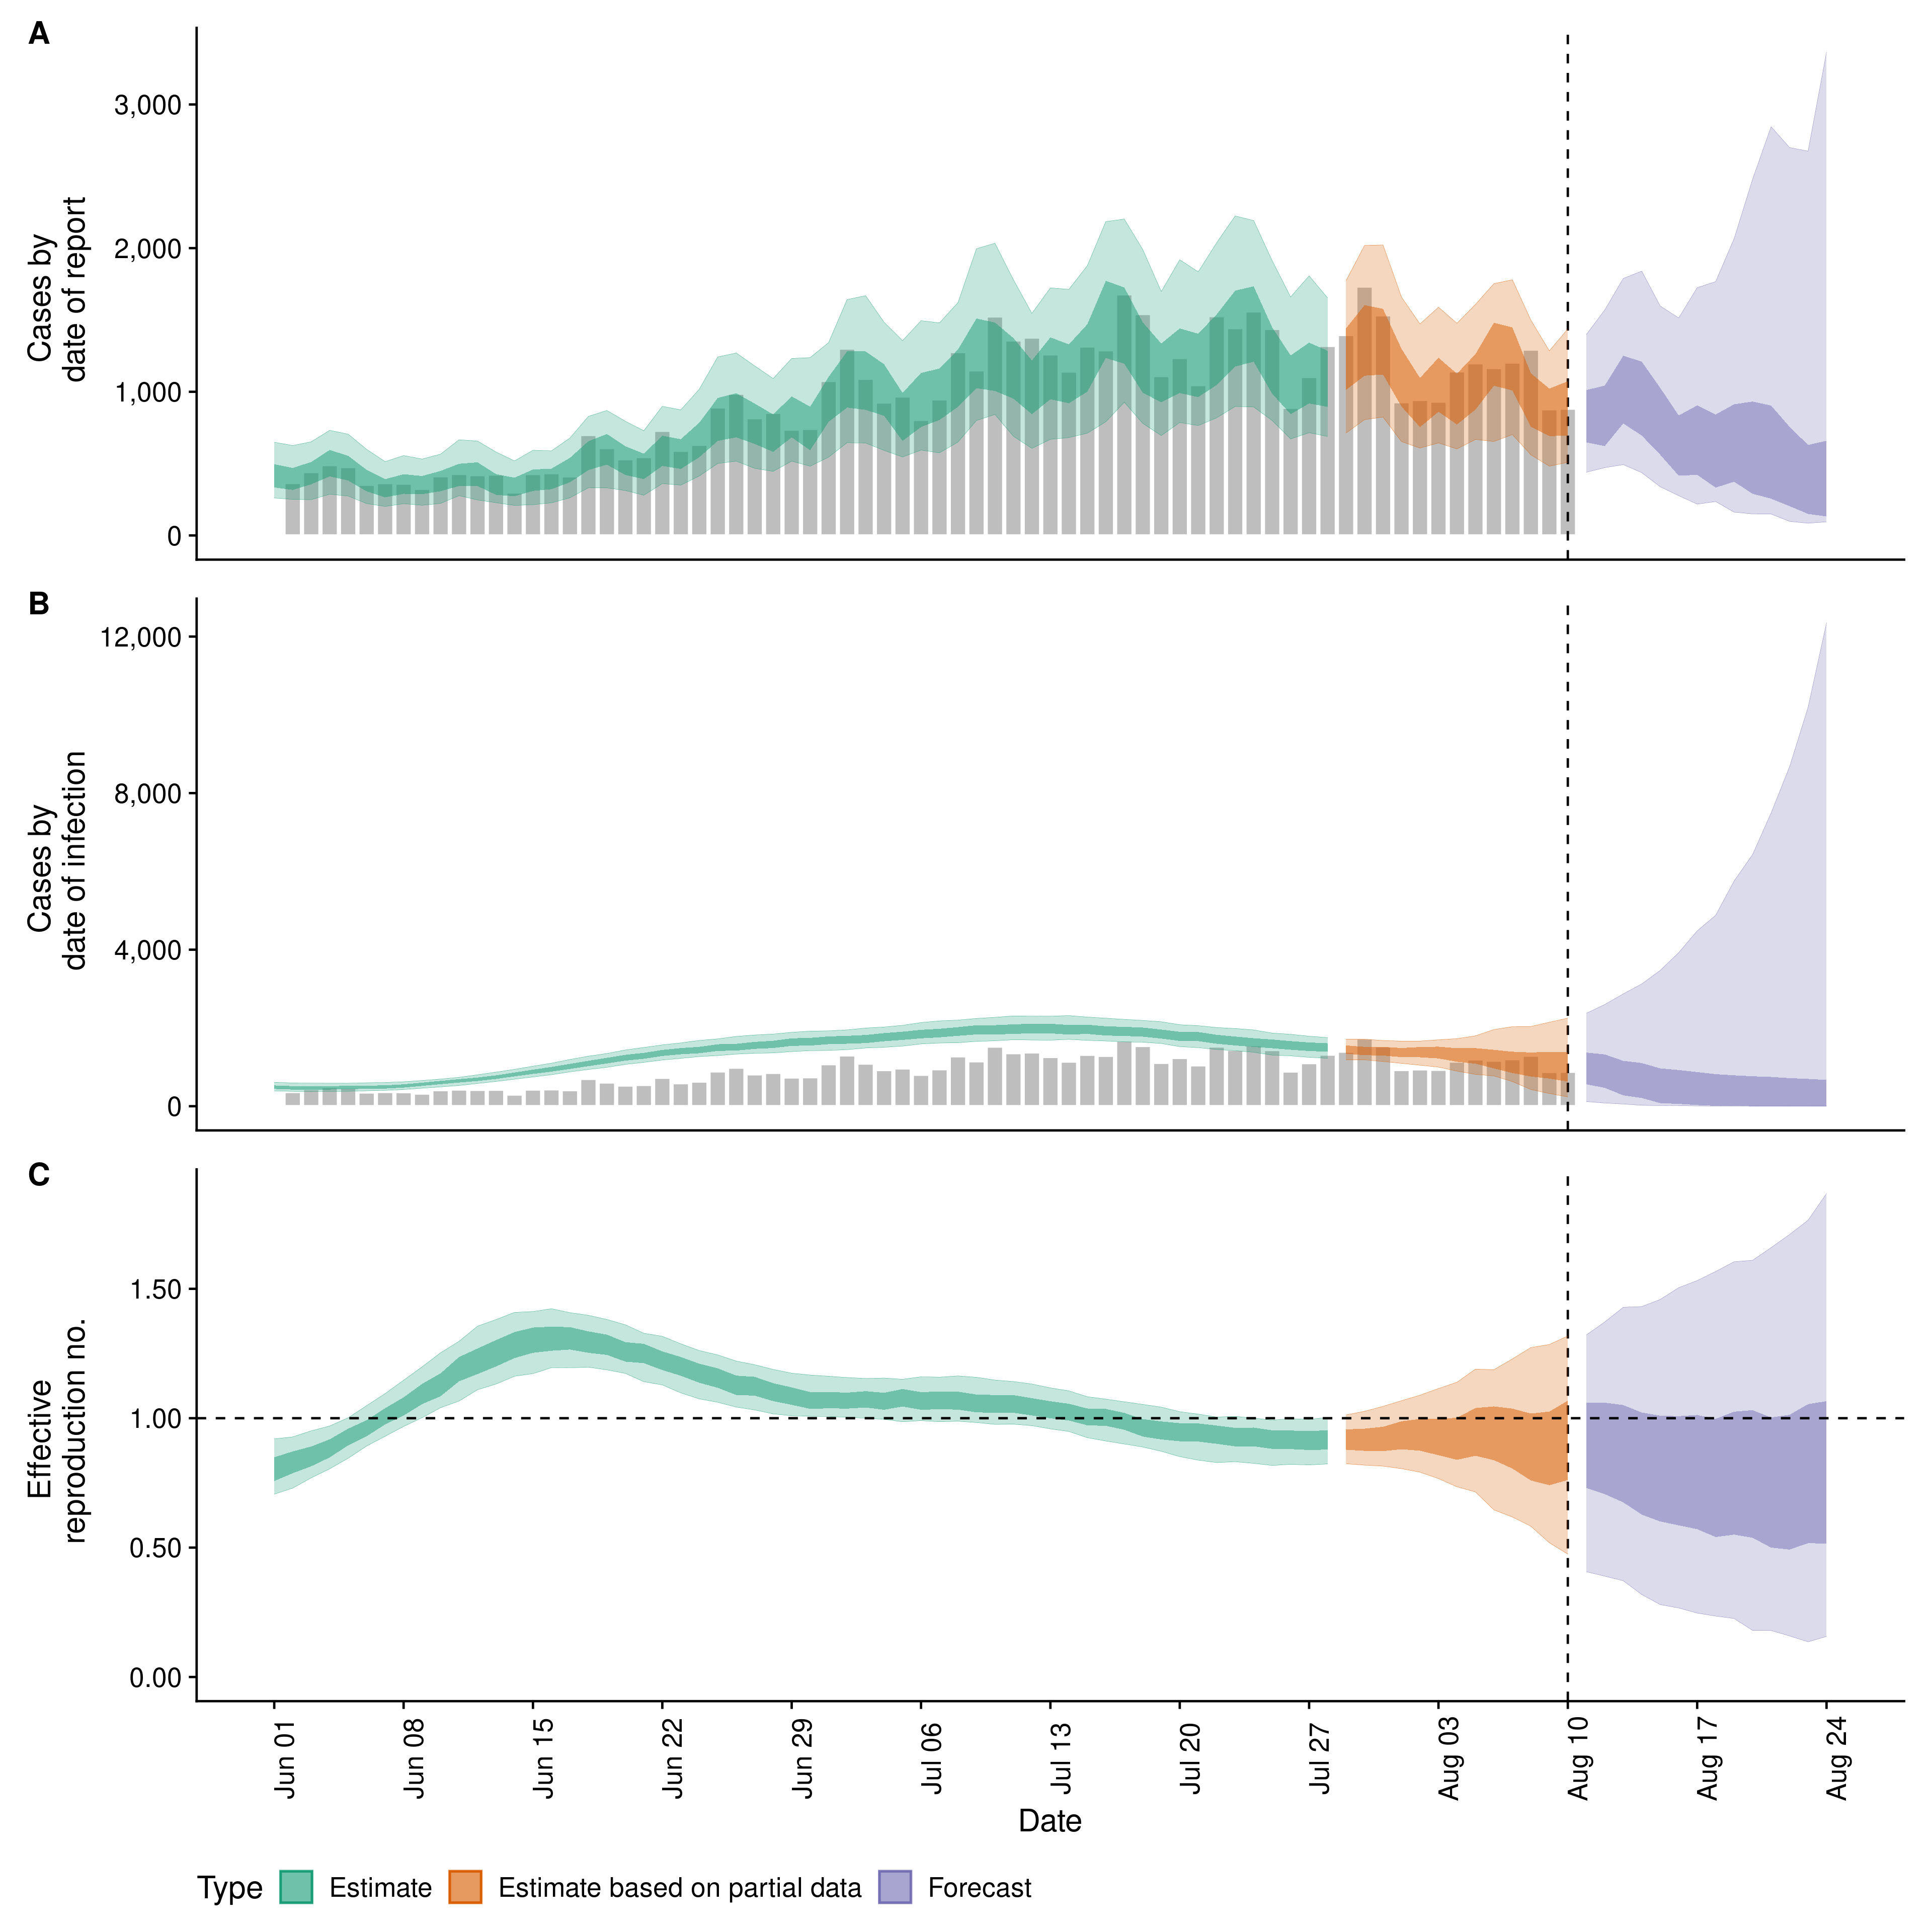 A
Cases by
date of report
3,000
2,000
1,000
0
B
Cases by
date of infection
12,000
8,000
4,000
0
C
Effective
reproduction no.
1.50
1.00
0.50
0.00
Jun 01
Jun 08
Jun 15
Jun 22
Jun 29
Jul 06
Jul 13
Jul 20
Jul 27
Aug 03
Aug 10
Aug 17
Aug 24
Date
Type Estimate Estimate based on partial data Forecast